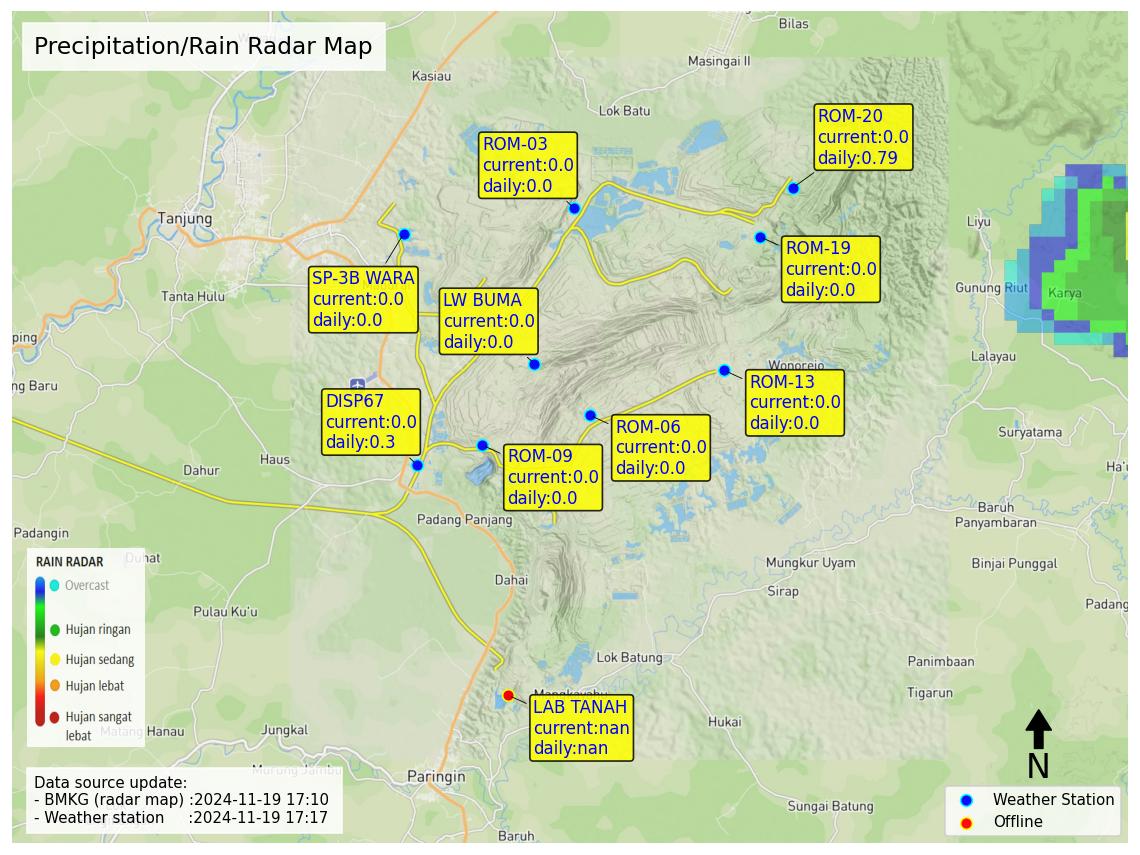 Precipitation/Rain Radar Map
Bilas
Masingai II
Kasiau
Lok Batu
ROM-20
current:0.0
daily:0.79
ROM-03
current:0.0
daily:0.0
Tanjung
Liyu
ROM-19
current:0.0
daily:0.0
SP-3B WARA
current:0.0
daily:0.0
Tanta Hulu
LW BUMA
current:0.0
daily:0.0
Gunung Riut
Karya
ping
Lalayau
Wonorejo
ng Baru
ROM-13
current:0.0
daily:0.0
DISP67
current:0.0
daily:0.3
ROM-06
current:0.0
daily:0.0
Suryatama
ROM-09
current:0.0
daily:0.0
Haus
Dahur
Ha'u
Baruh
Panyambaran
Padang Panjang
Padangin
Duhat
Mungkur Uyam
Binjai Punggal
RAIN RADAR
Overcast
Hujan ringan
Hujan sedang
Hujan lebat
Hujan sangat
lebat
Dahai
Sirap
Padang
Pulau Ku'u
Lok Batung
Panimbaan
Tigarun
Mangkayahu
LAB TANAH
current:nan
daily:nan
Matang Hanau
Jungkal
Hukai
Murung Jambu
Paringin
N
Data source update:
- BMKG (radar map) :2024-11-19 17:10
- Weather station :2024-11-19 17:17
Sungai Batung
Baruh
Weather Station
Offline